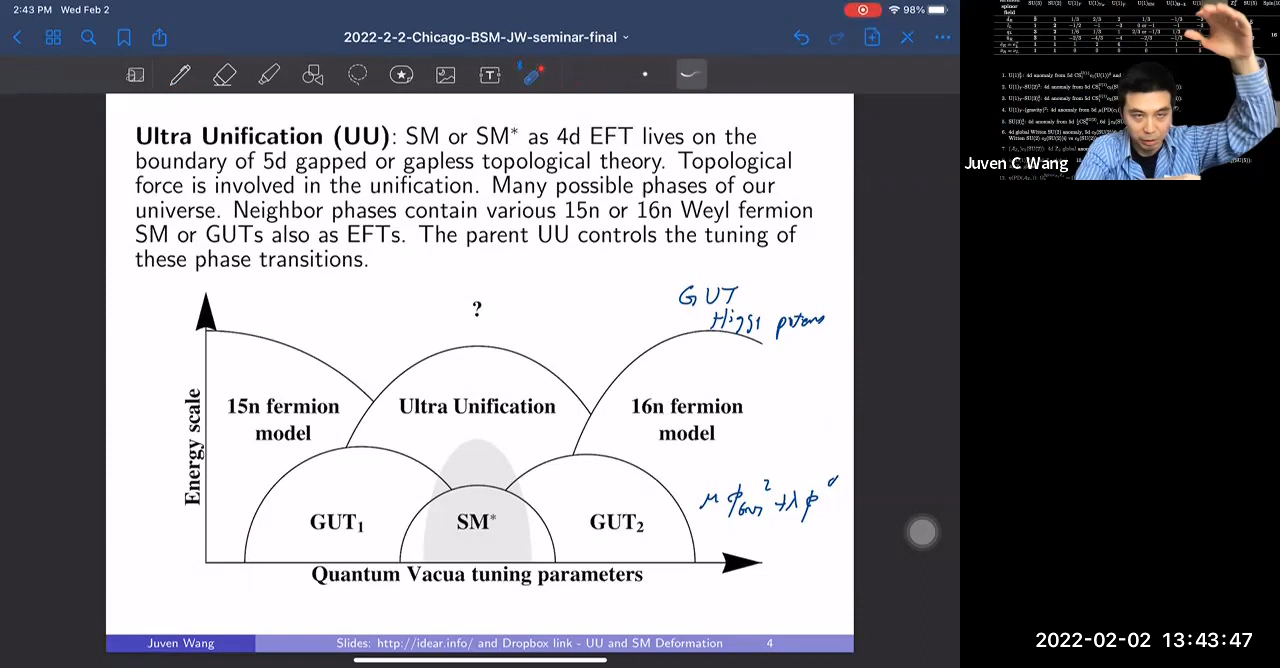 2:43 PM Wed Feb 2
98%
2022-2-2-Chicago-BSM-JW-seminar-final
Ultra Unification (UU): SM or SM* as 4d EFT lives on the
boundary of 5d gapped or gapless topological theory. Topological
force is involved in the unification. Many possible phases of our
universe. Neighbor phases contain various 15n or 16n Weyl fermion
SM or GUTs also as EFTs. The parent UU controls the tuning of
these phase transitions.
GUT
Higgs
?
Energy scale
15n fermion
model
Ultra Unification
16n fermion
model
GUT₁
SM*
GUT₂
Quantum Vacua tuning parameters
Juven Wang
Slides: http://idear.info/ and Dropbox link - UU and SM Deformation
4
Juven C Wang
2022-02-02 13:43:47